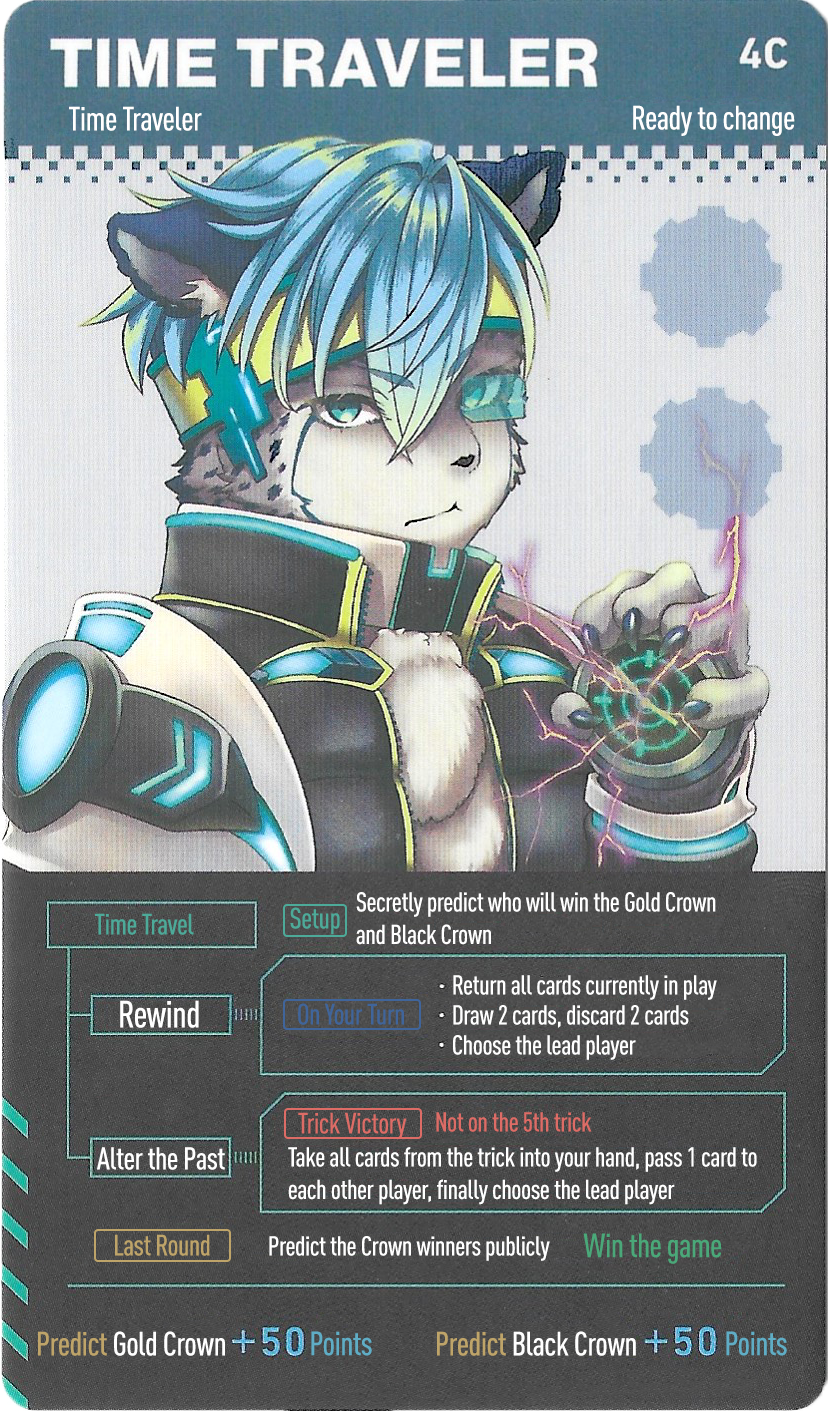 TIME TRAVELER
4C
Time Traveler
Ready to change
Time Travel
Setup
Secretly predict who will win the Gold Crown
and Black Crown
Rewind
On Your Turn
· Return all cards currently in play
· Draw 2 cards, discard 2 cards
· Choose the lead player
Alter the Past
Trick Victory
Not on the 5th trick
Take all cards from the trick into your hand, pass 1 card to
each other player, finally choose the lead player
Last Round
Predict the Crown winners publicly
Win the game
Predict Gold Crown +50 Points
Predict Black Crown +50 Points